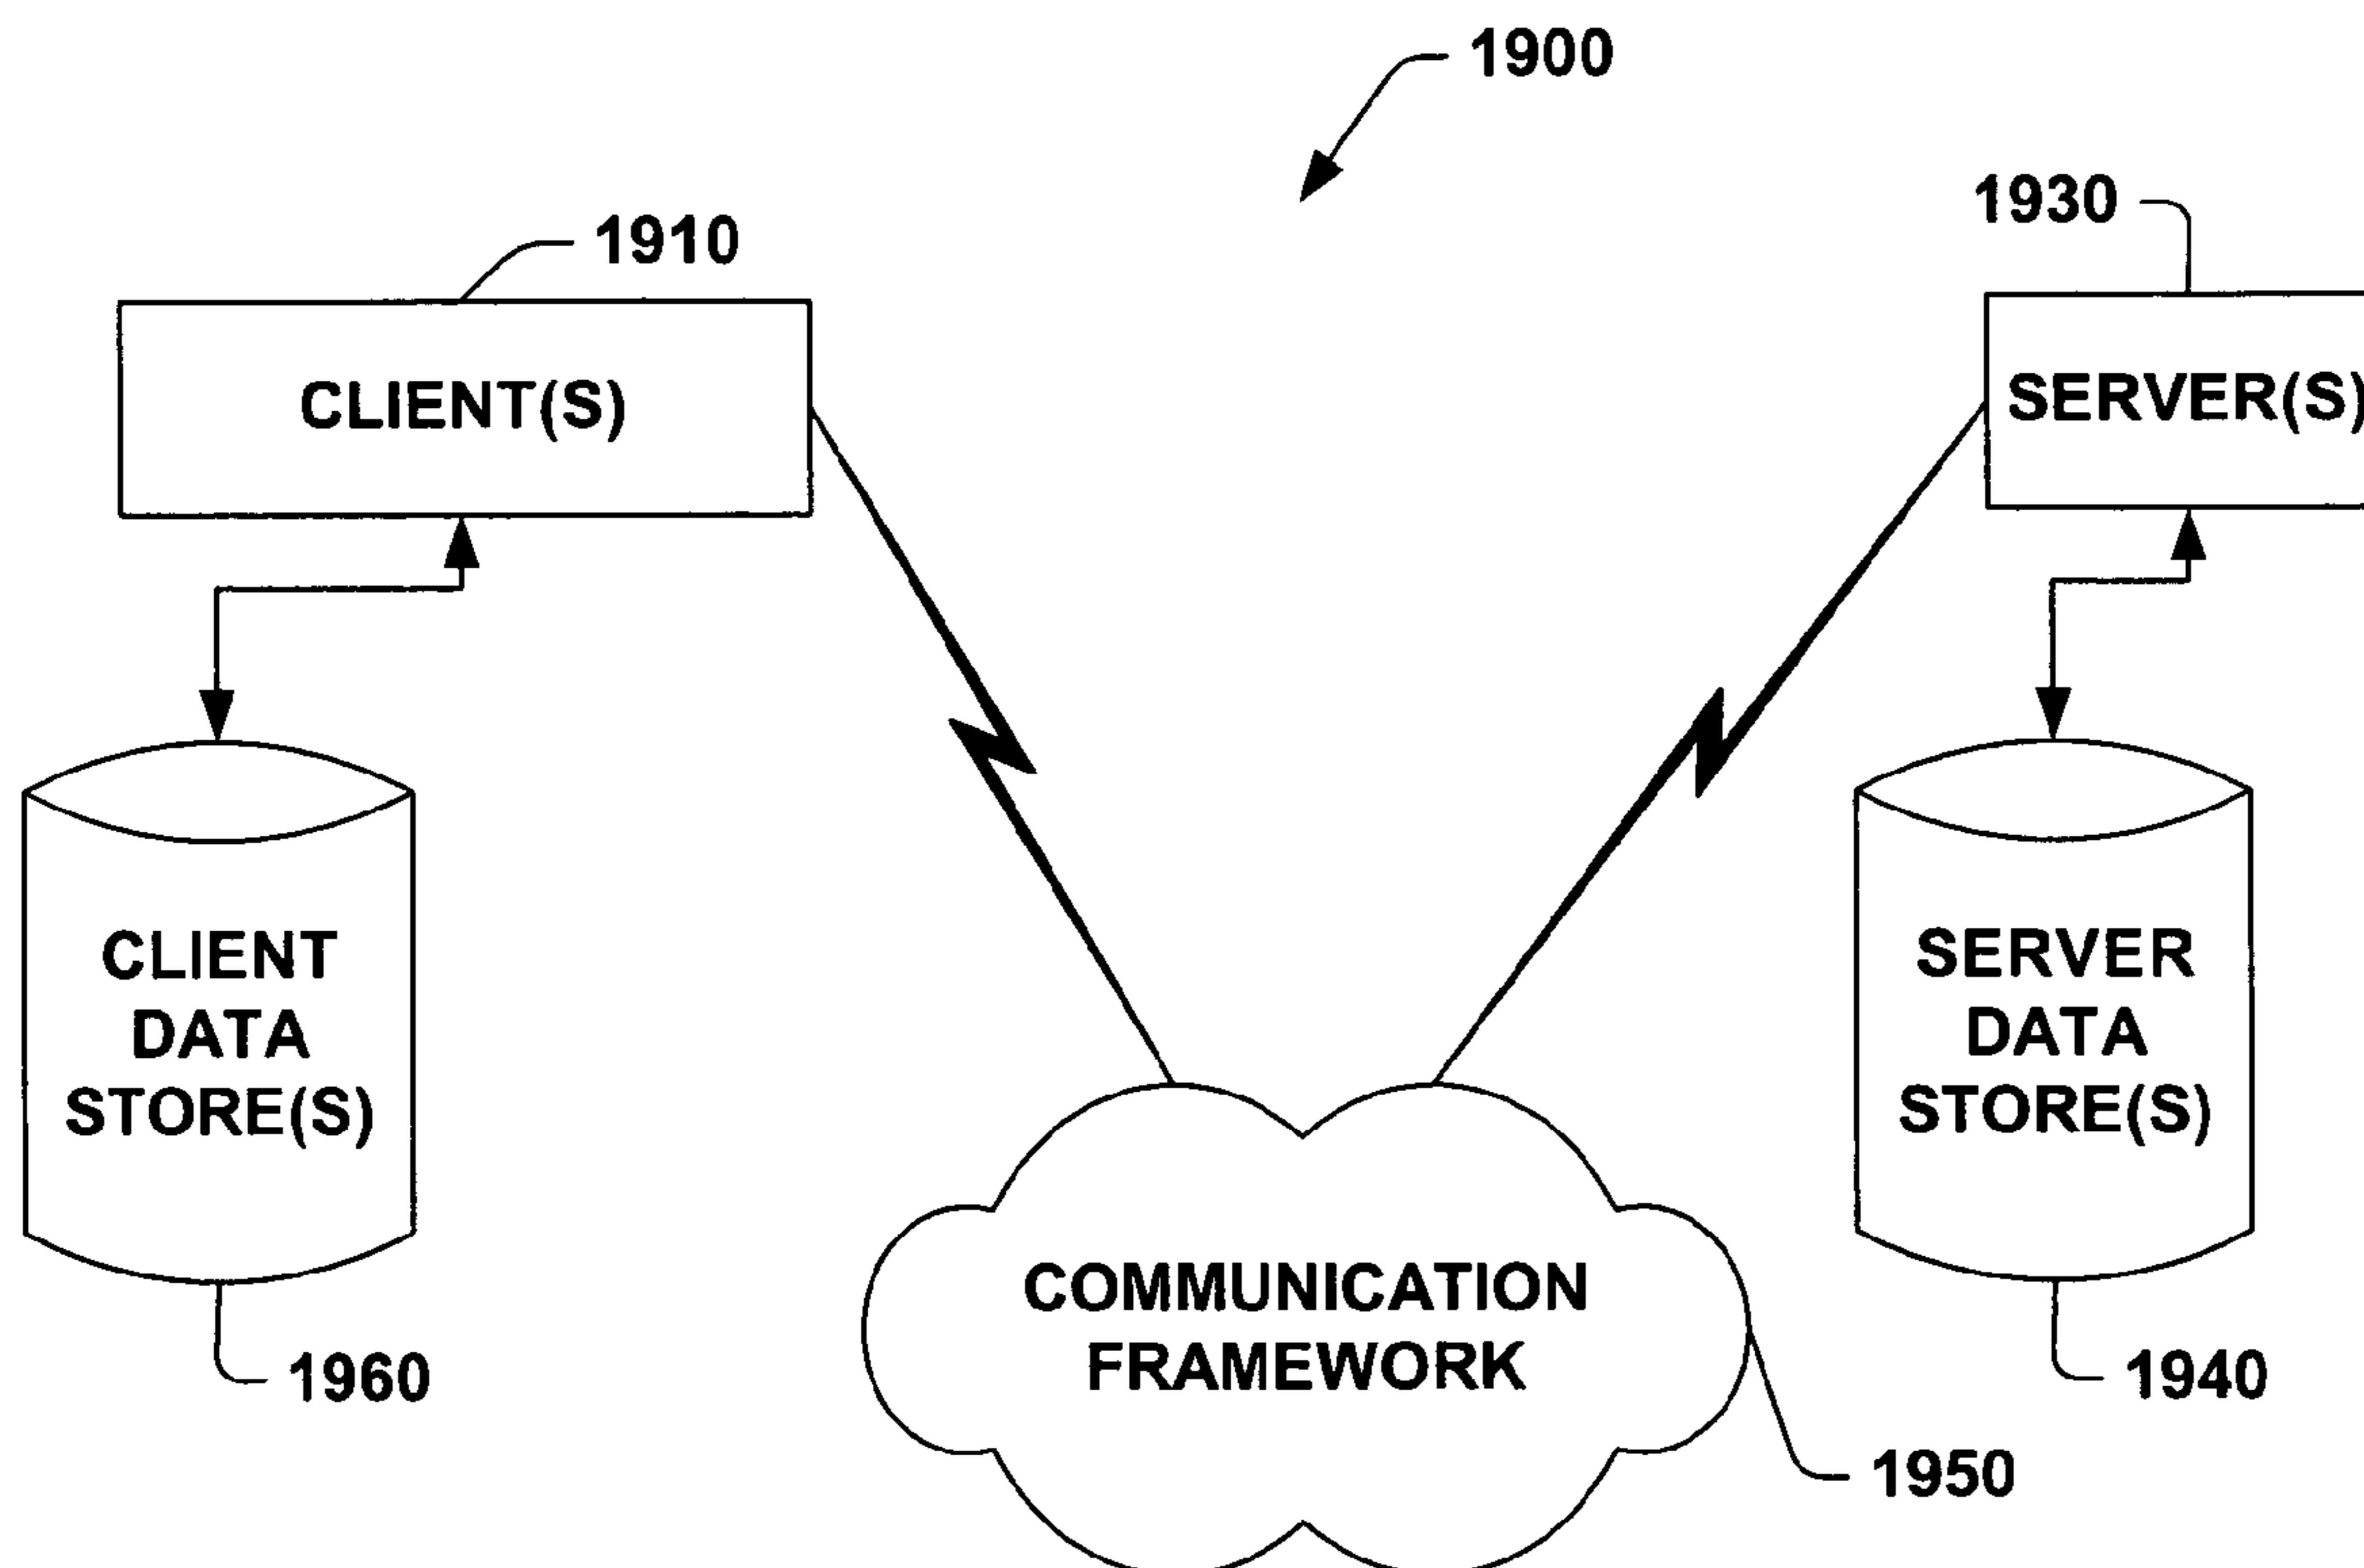 1900
1930
1910
CLIENT(S)
SERVER(S)
CLIENT
DATA
STORE(S)
SERVER
DATA
STORE(S)
COMMUNICATION
FRAMEWORK
1960
1940
1950